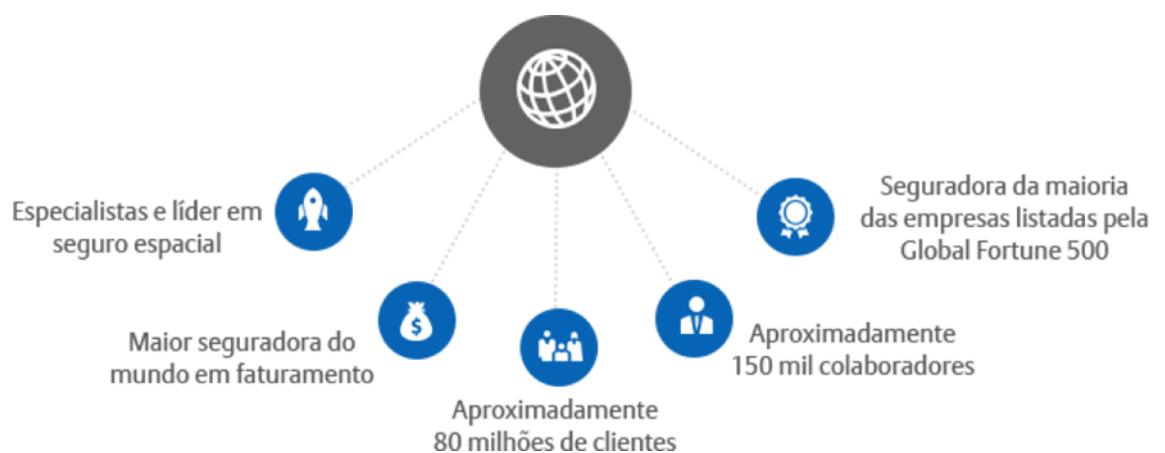 Especialistas e líder em
seguro espacial
Maior seguradora do
mundo em faturamento
Aproximadamente
80 milhões de clientes
Aproximadamente
150 mil colaboradores
Seguradora da maioria
das empresas listadas pela
Global Fortune 500
$